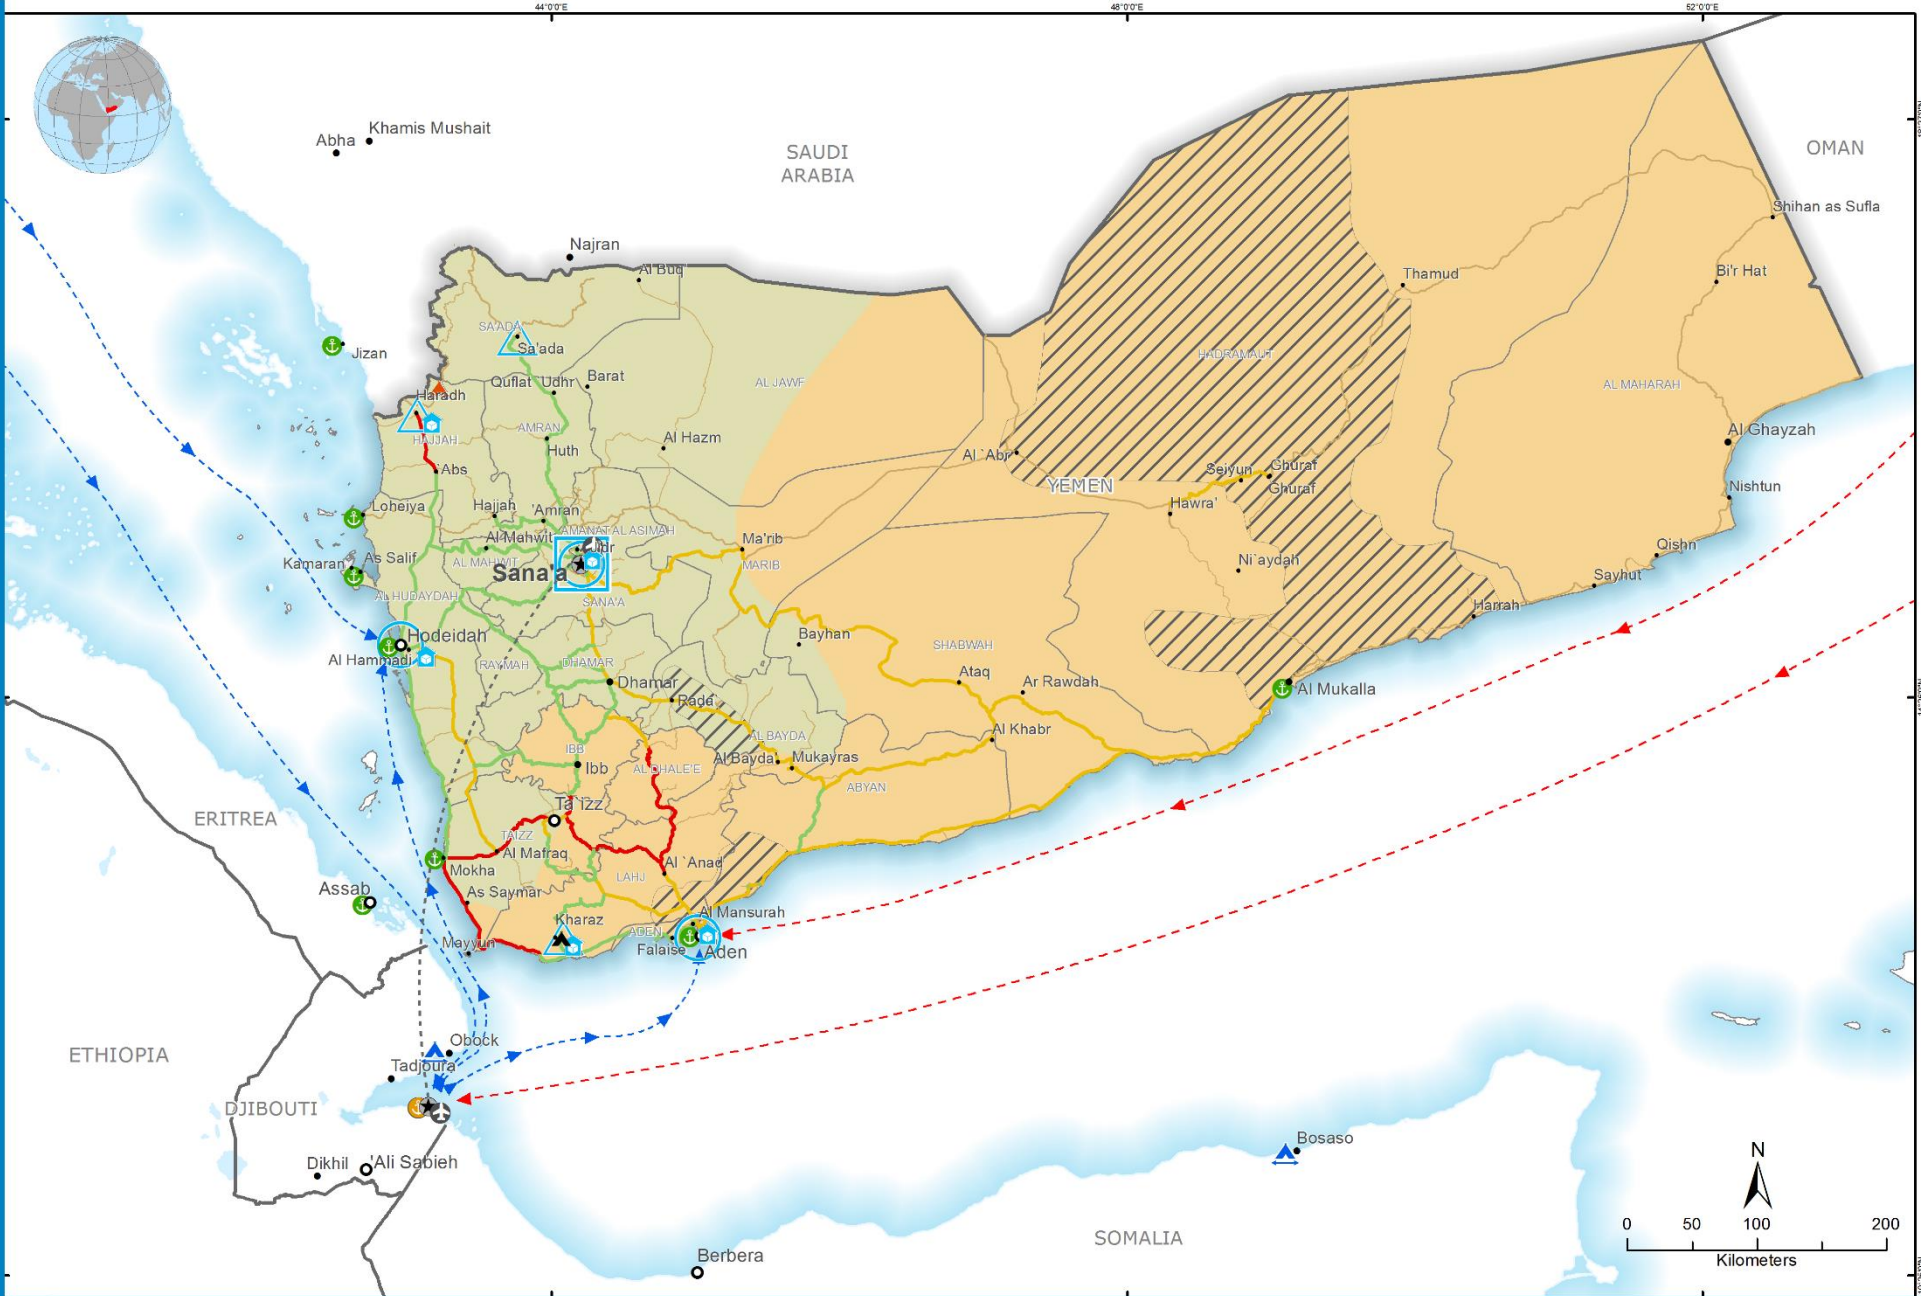 44°0'0"E
48°0'0"E
52°0'0"E
Khamis Mushait
Abha
SAUDI
ARABIA
OMAN
Shihan as Sufla
Najran
Al Buq
Thamud
Bi'r Hat
SA'ADA
Sa'ada
Jizan
HADRAMAUT
Quflat `Udhr
Barat
AL JAWF
AL MAHARAH
Haradh
HAJJAH
AMRAN
Al Hazm
Al Ghayzah
Huth
Al `Abr
'Abs
Seiyun
Ghuraf
Ghuraf
YEMEN
Nishtun
Loheiya
Hajjah
'Amran
Hawra'
AMANAT AL ASIMAH
Al Mahwit
Ma'rib
Qishn
Kamaran
As Salif
AL MAHWIT
MARIB
Ni`aydah
Sana'a
Sayhut
AL HUDAYDAH
SANA'A
Harrah
Hodeidah
Bayhan
SHABWAH
Al Hammadi
RAYMAH
DHAMAR
Dhamar
Ataq
Ar Rawdah
Al Mukalla
Rada
Al Khabr
AL BAYDA
IBB
Al Bayda'
Mukayras
Ibb
AL DHALE'E
ABYAN
ERITREA
Ta`izz
TAIZZ
Al Mafraq
Mokha
Al `Anad
LAHJ
Assab
As Saymar
Kharaz
Al Mansurah
ADEN
Mayyun
Falaise
Aden
ETHIOPIA
Obock
Tadjoura
DJIBOUTI
Bosaso
Dikhil
'Ali Sabieh
N
SOMALIA
0 50 100 200
Kilometers
Berbera